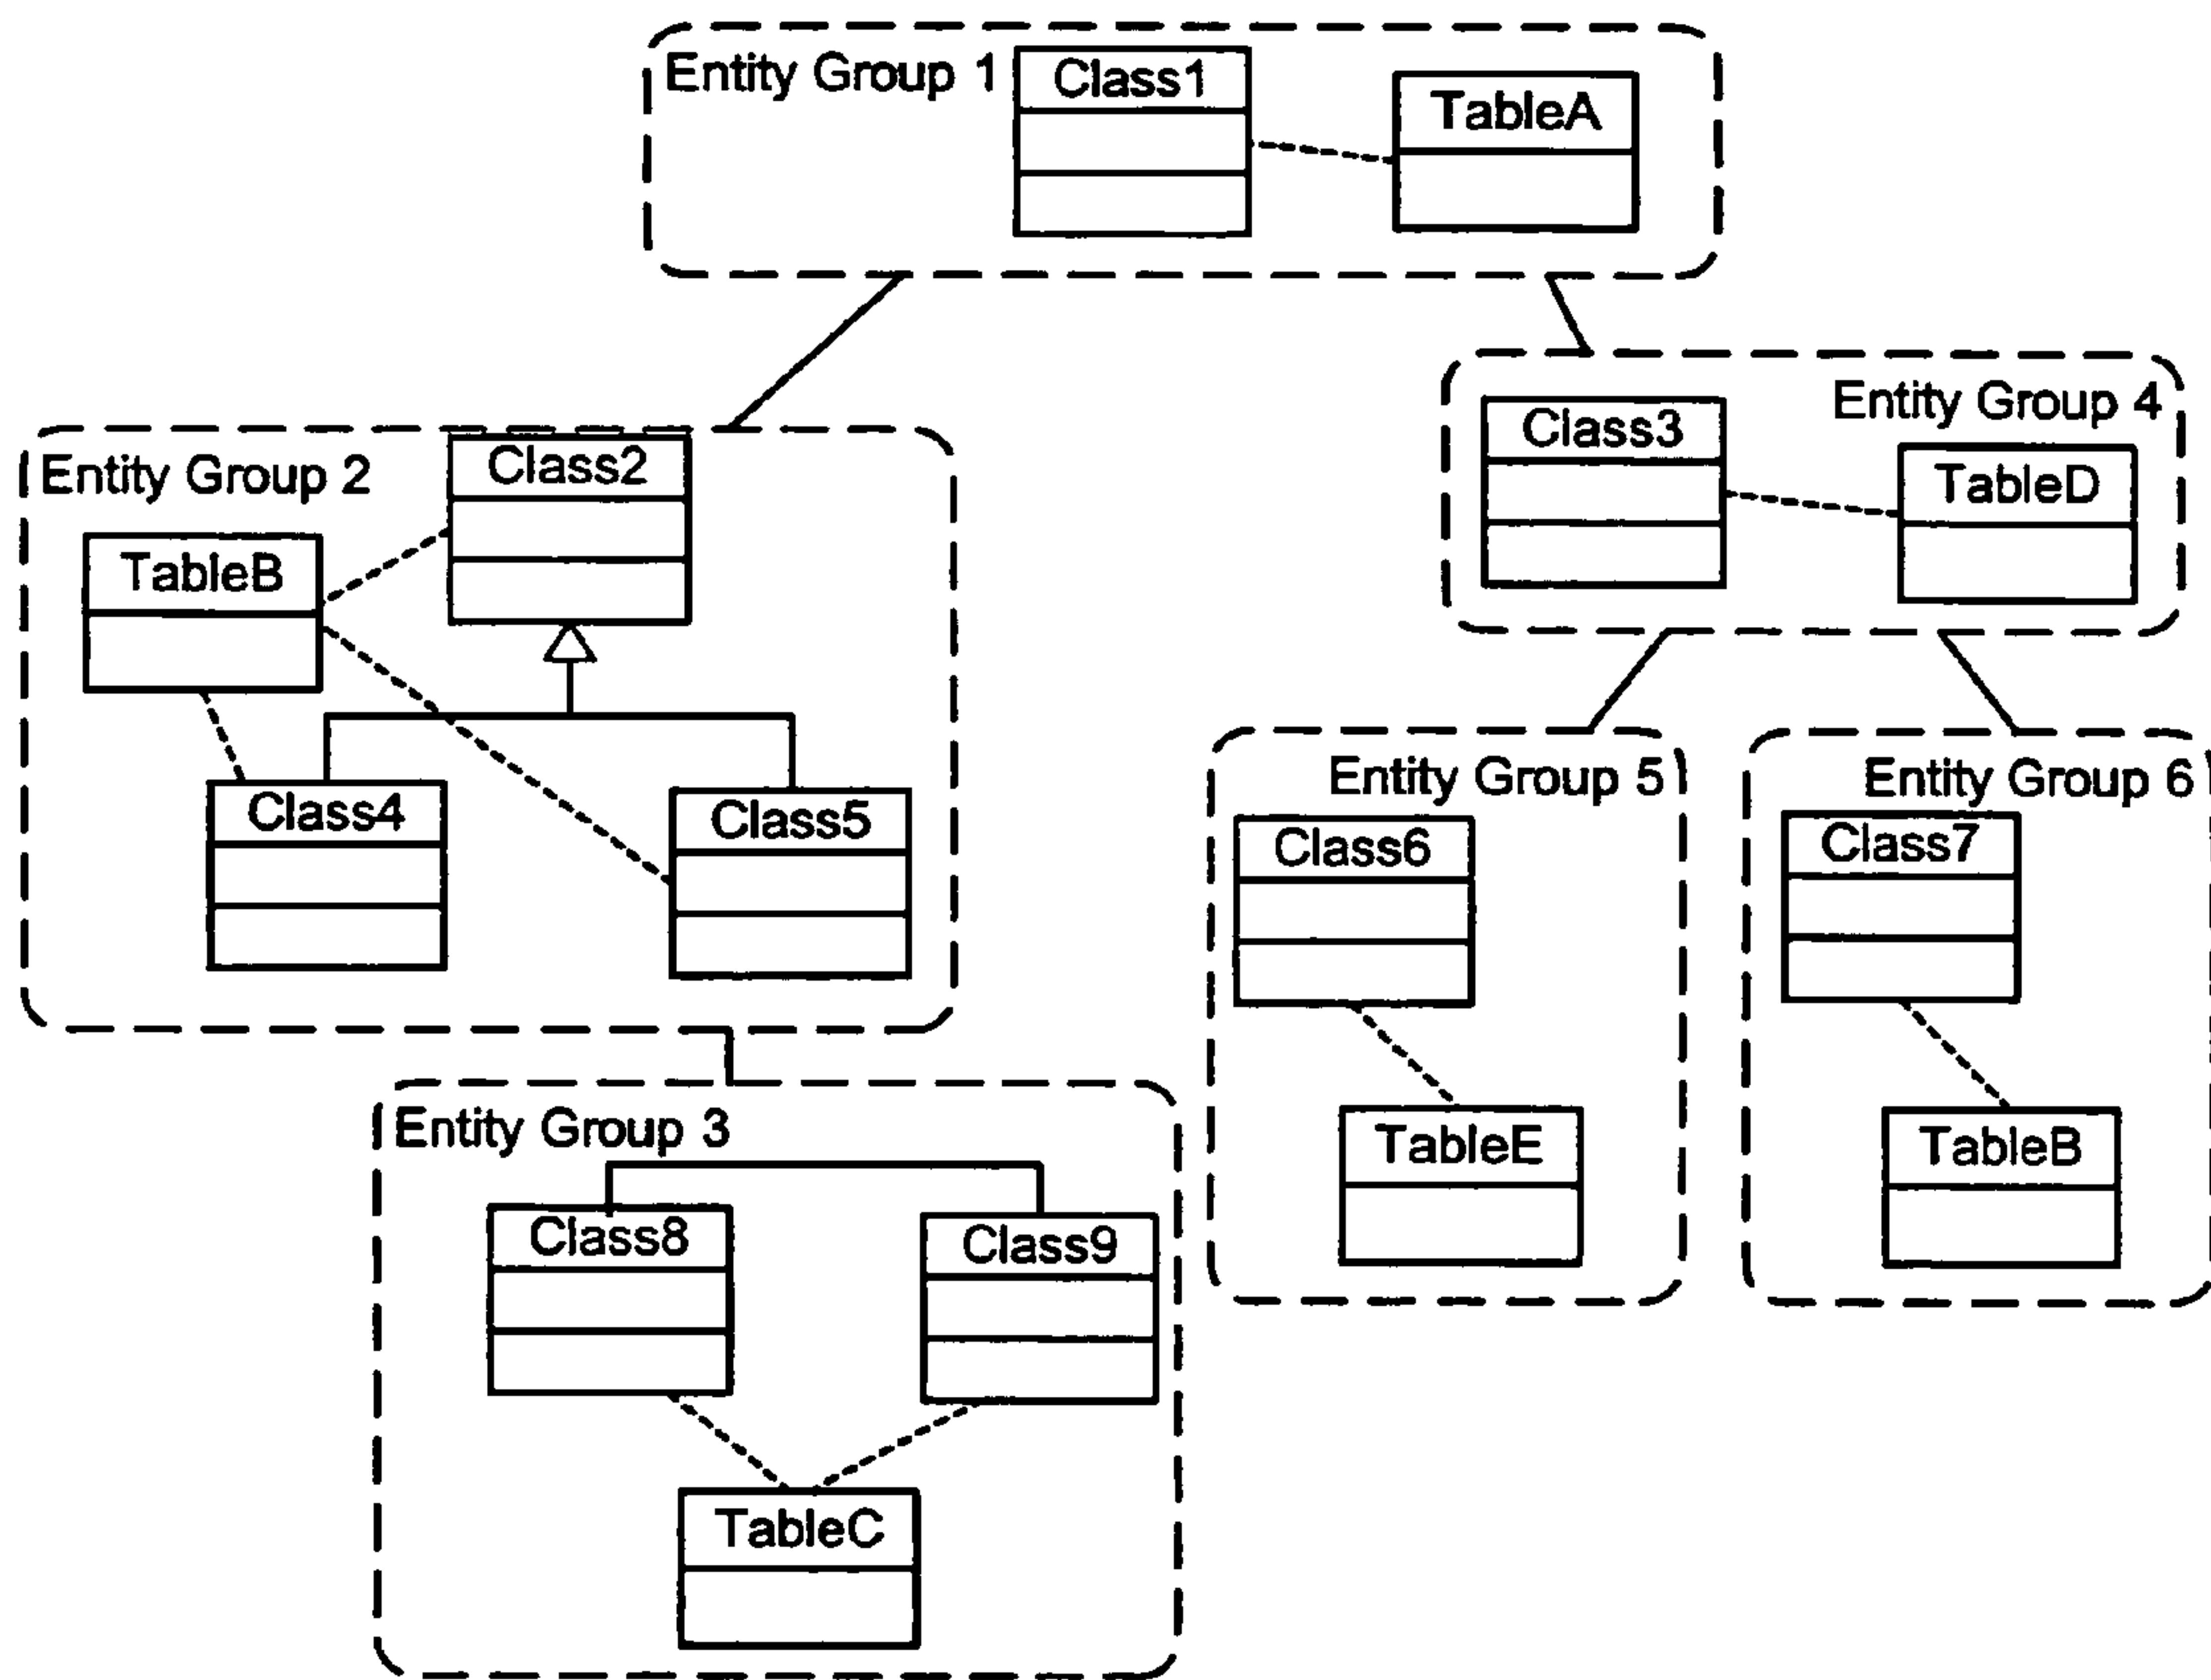 Entity Group 1
Class1
TableA
Entity Group 2
Class2
TableB
Class4
Class5
Entity Group 4
Class3
TableD
Entity Group 5
Class6
TableE
Entity Group 6
Class7
TableB
Entity Group 3
Class8
Class9
TableC